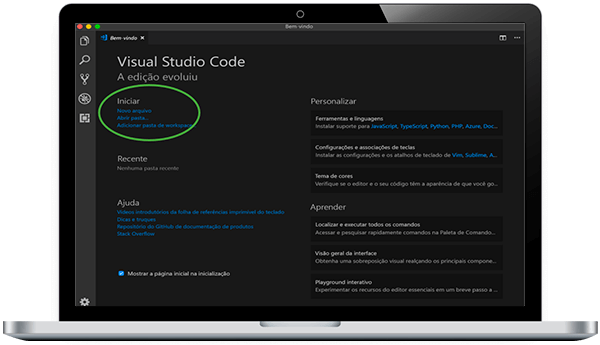 Bem-vindo
Bem-vindo
Visual Studio Code
A edição evoluiu
Iniciar
Novo arquivo
Abrir pasta...
Adicionar pasta de workspace
Recente
Nenhuma pasta recente
Ajuda
Vídeos introdutórios da folha de referências imprimível do teclado
Dicas e truques
Repositório do GitHub de documentação de produtos
Stack Overflow
Mostrar a página inicial na inicialização
Personalizar
Ferramentas e linguagens
Instalar suporte para JavaScript, TypeScript, Python, PHP, Azure, Doc...
Configurações e associações de teclas
Instalar as configurações e os atalhos de teclado de Vim, Sublime, A...
Tema de cores
Verifique se o editor e o seu código têm a aparência de que você go...
Aprender
Localizar e executar todos os comandos
Acessar e pesquisar rapidamente comandos na Paleta de Comando...
Visão geral da interface
Obtenha uma sobreposição visual realçando os principais compone...
Playground interativo
Experimentar os recursos do editor essenciais em um breve passo a ...